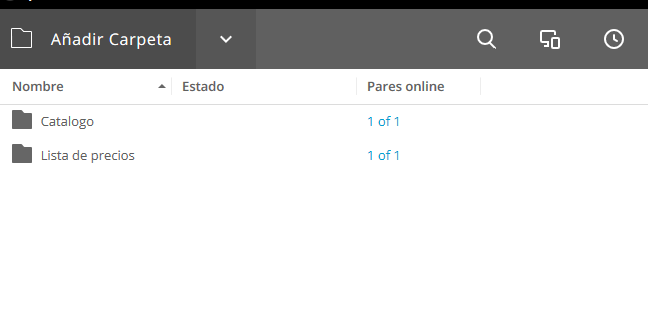 Añadir Carpeta
Nombre Estado Pares online
Catalogo 1 of 1
Lista de precios 1 of 1